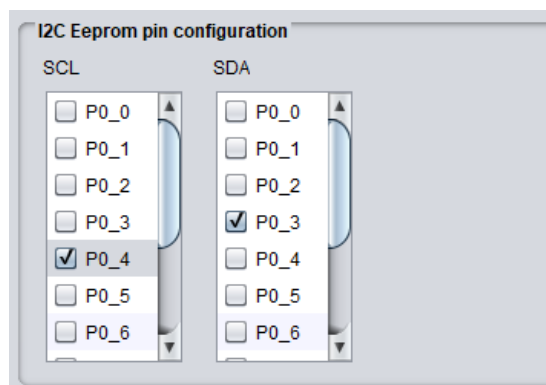 I2C Eeprom pin configuration
SCL
SDA
P0_0
P0_1
P0_2
P0_3
P0_4
P0_5
P0_6
P0_0
P0_1
P0_2
P0_3
P0_4
P0_5
P0_6